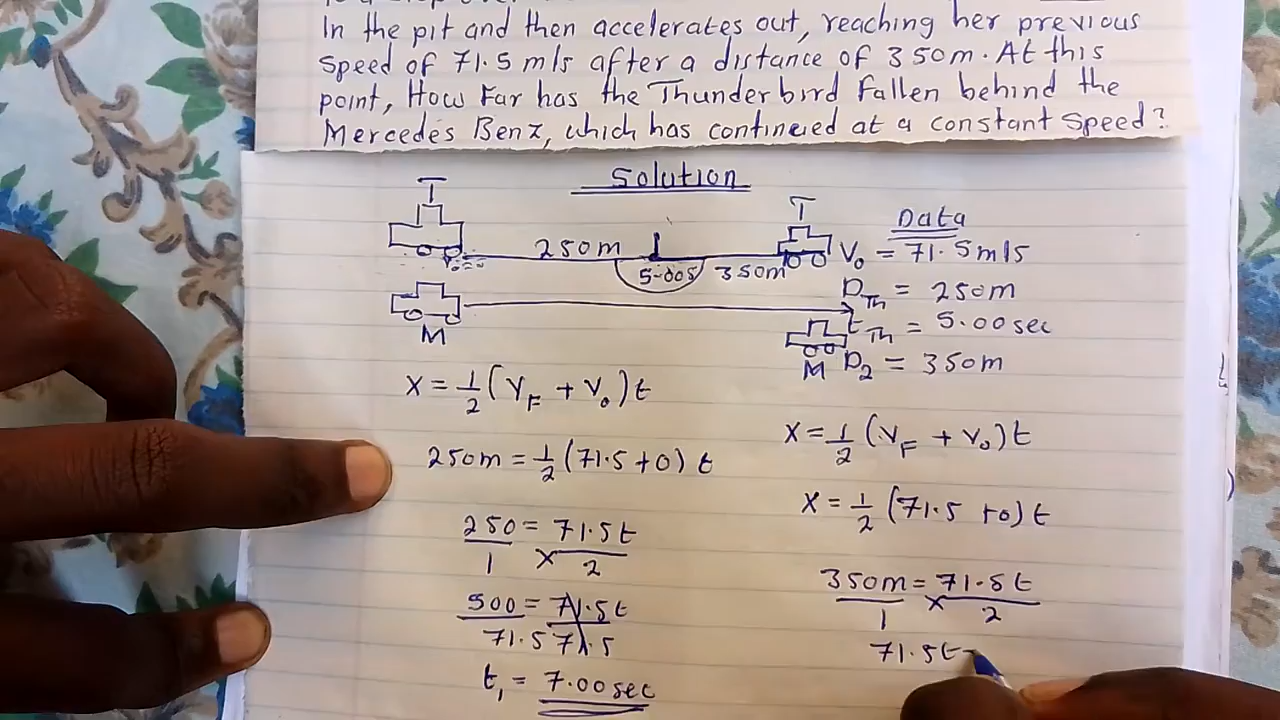 In the pit and then accelerates out, reaching her previous
speed of 71.5 m/s after a distance of 350m. At this
point, How Far has the Thunderbird Fallen behind the
Mercedes Benz, which has continued at a constant speed?
Solution
T
T
Data
250m
5.00s
350m
V₀ = 71.5 m/s
D_Th = 250m
M
t_Th = 5.00 sec
M
D₂ = 350m
X = 1/2 (V_F + V₀) t
250m = 1/2 (71.5 + 0) t
250/1 × = 71.5t/2
500/71.5 = 71.5t/71.5
t₁ = 7.00 sec
X = 1/2 (V_F + V₀) t
X = 1/2 (71.5 + 0) t
350m/1 × = 71.5t/2
71.5t =